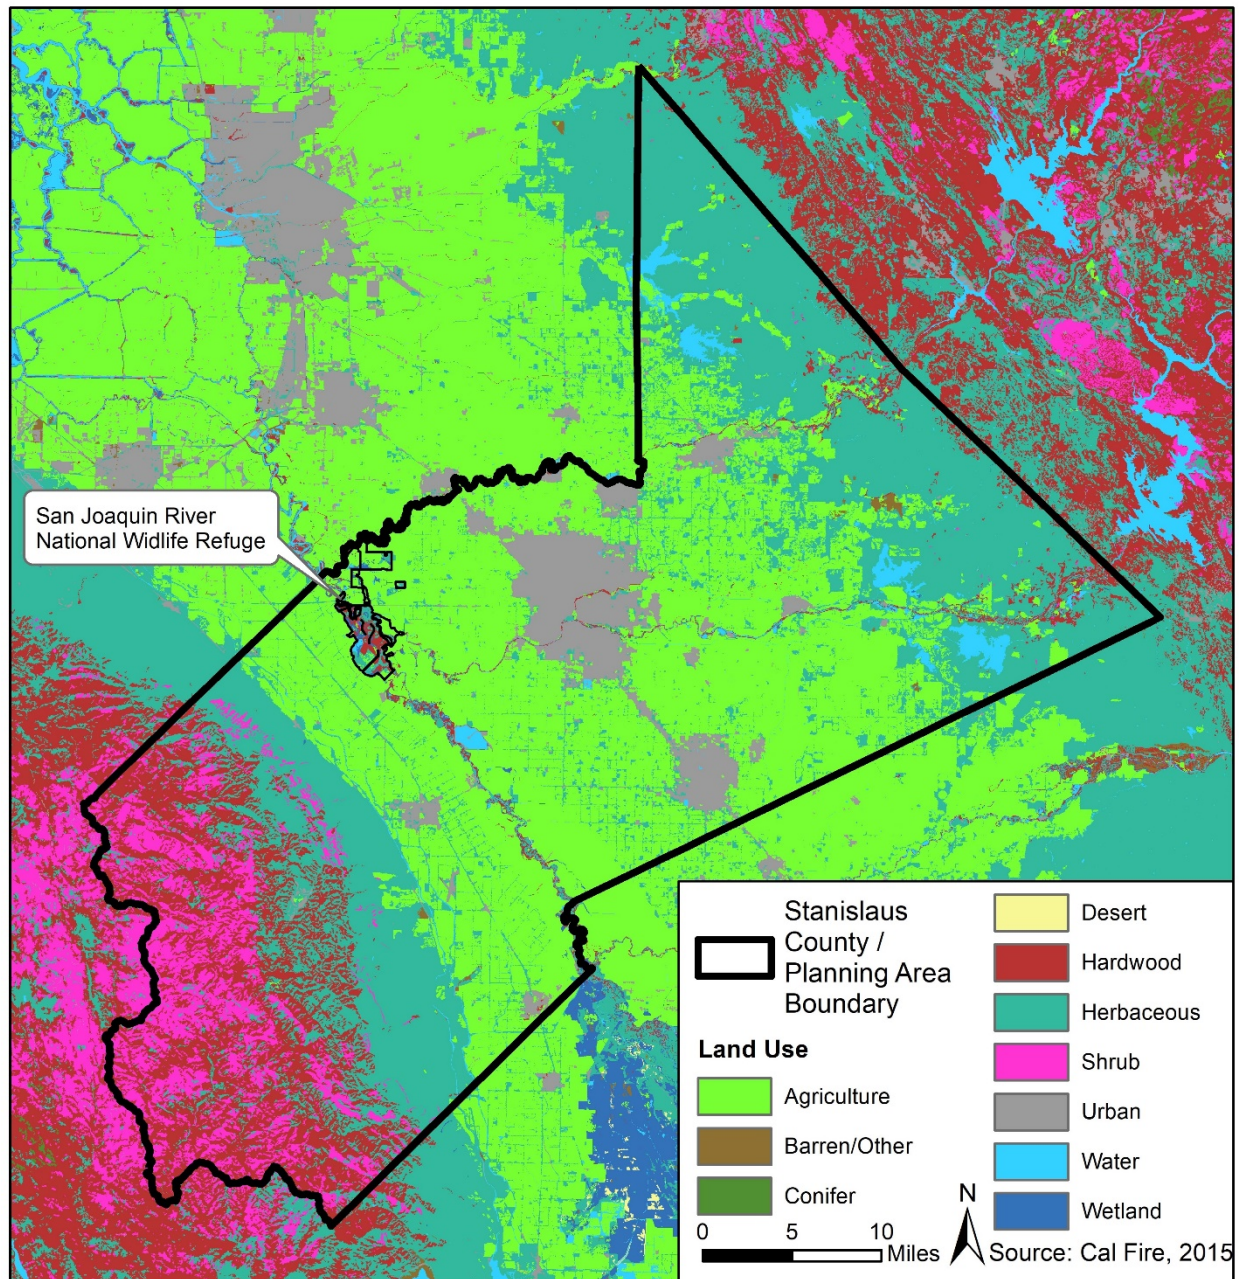 San Joaquin River
National Widlife Refuge
Stanislaus
County /
Planning Area
Boundary
Land Use
Agriculture
Barren/Other
Conifer
Desert
Hardwood
Herbaceous
Shrub
Urban
Water
Wetland
0 5 10
Miles
N
Source: Cal Fire, 2015